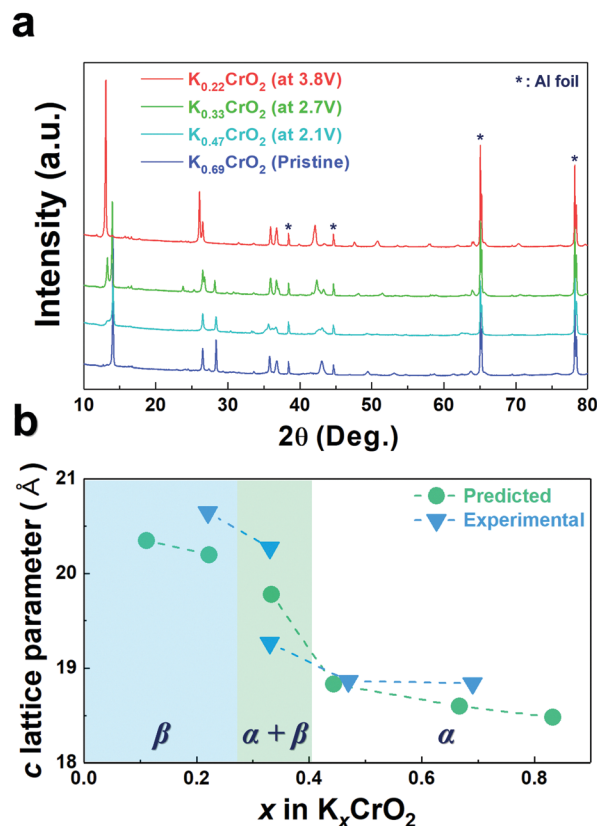 a
Intensity (a.u.)
K₀.₂₂CrO₂ (at 3.8V)
K₀.₃₃CrO₂ (at 2.7V)
K₀.₄₇CrO₂ (at 2.1V)
K₀.₆₉CrO₂ (Pristine)
*: Al foil
* * * *
10 20 30 40 50 60 70 80
2θ (Deg.)
b
c lattice parameter (Å)
21
20
19
18
Predicted
Experimental
β α + β α
0.0 0.2 0.4 0.6 0.8
x in KₓCrO₂